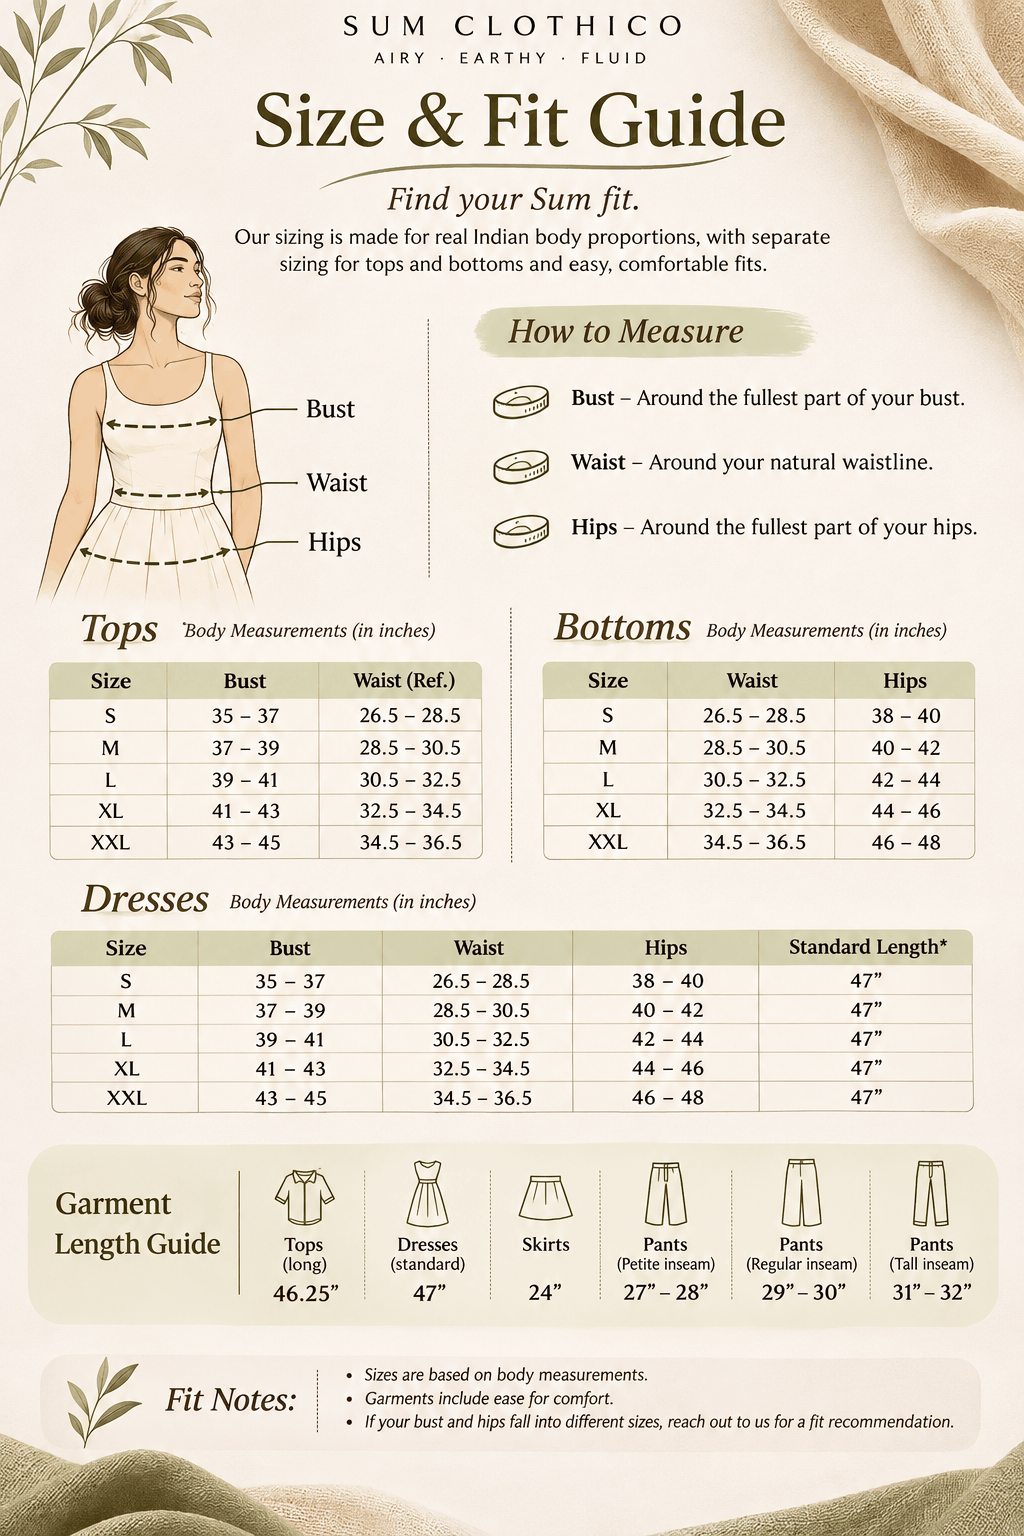 SUM CLOTHICO
AIRY · EARTHY · FLUID
Size & Fit Guide
Find your Sum fit.
Our sizing is made for real Indian body proportions, with separate
sizing for tops and bottoms and easy, comfortable fits.
Bust
Waist
Hips
How to Measure
Bust – Around the fullest part of your bust.
Waist – Around your natural waistline.
Hips – Around the fullest part of your hips.
Tops *Body Measurements (in inches)
Size Bust Waist (Ref.)
S 35 – 37 26.5 – 28.5
M 37 – 39 28.5 – 30.5
L 39 – 41 30.5 – 32.5
XL 41 – 43 32.5 – 34.5
XXL 43 – 45 34.5 – 36.5
Bottoms Body Measurements (in inches)
Size Waist Hips
S 26.5 – 28.5 38 – 40
M 28.5 – 30.5 40 – 42
L 30.5 – 32.5 42 – 44
XL 32.5 – 34.5 44 – 46
XXL 34.5 – 36.5 46 – 48
Dresses Body Measurements (in inches)
Size Bust Waist Hips Standard Length*
S 35 – 37 26.5 – 28.5 38 – 40 47”
M 37 – 39 28.5 – 30.5 40 – 42 47”
L 39 – 41 30.5 – 32.5 42 – 44 47”
XL 41 – 43 32.5 – 34.5 44 – 46 47”
XXL 43 – 45 34.5 – 36.5 46 – 48 47”
Garment
Length Guide
Tops
(long)
46.25”
Dresses
(standard)
47”
Skirts
24”
Pants
(Petite inseam)
27” – 28”
Pants
(Regular inseam)
29” – 30”
Pants
(Tall inseam)
31” – 32”
Fit Notes:
• Sizes are based on body measurements.
• Garments include ease for comfort.
• If your bust and hips fall into different sizes, reach out to us for a fit recommendation.